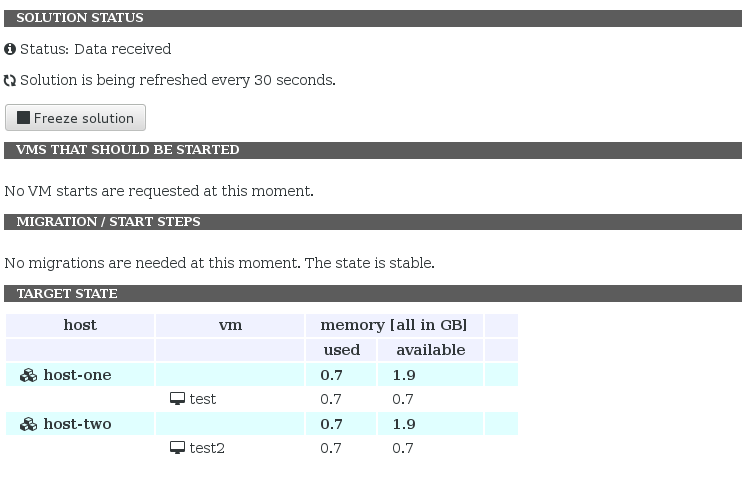 SOLUTION STATUS
Status: Data received
Solution is being refreshed every 30 seconds.
Freeze solution
VMS THAT SHOULD BE STARTED
No VM starts are requested at this moment.
MIGRATION / START STEPS
No migrations are needed at this moment. The state is stable.
TARGET STATE
host vm memory [all in GB]
used available
host-one 0.7 1.9
test 0.7 0.7
host-two 0.7 1.9
test2 0.7 0.7